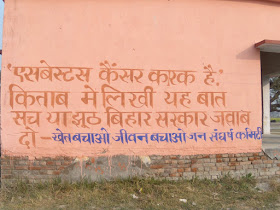 'एसबेस्टस कैंसर कारक है,'
किताब मे लिखी यह बात
सच या झुठ बिहार सरकार जवाब
दो - खेत बचाओ जीवन बचाओ जन संघर्ष कमिटी